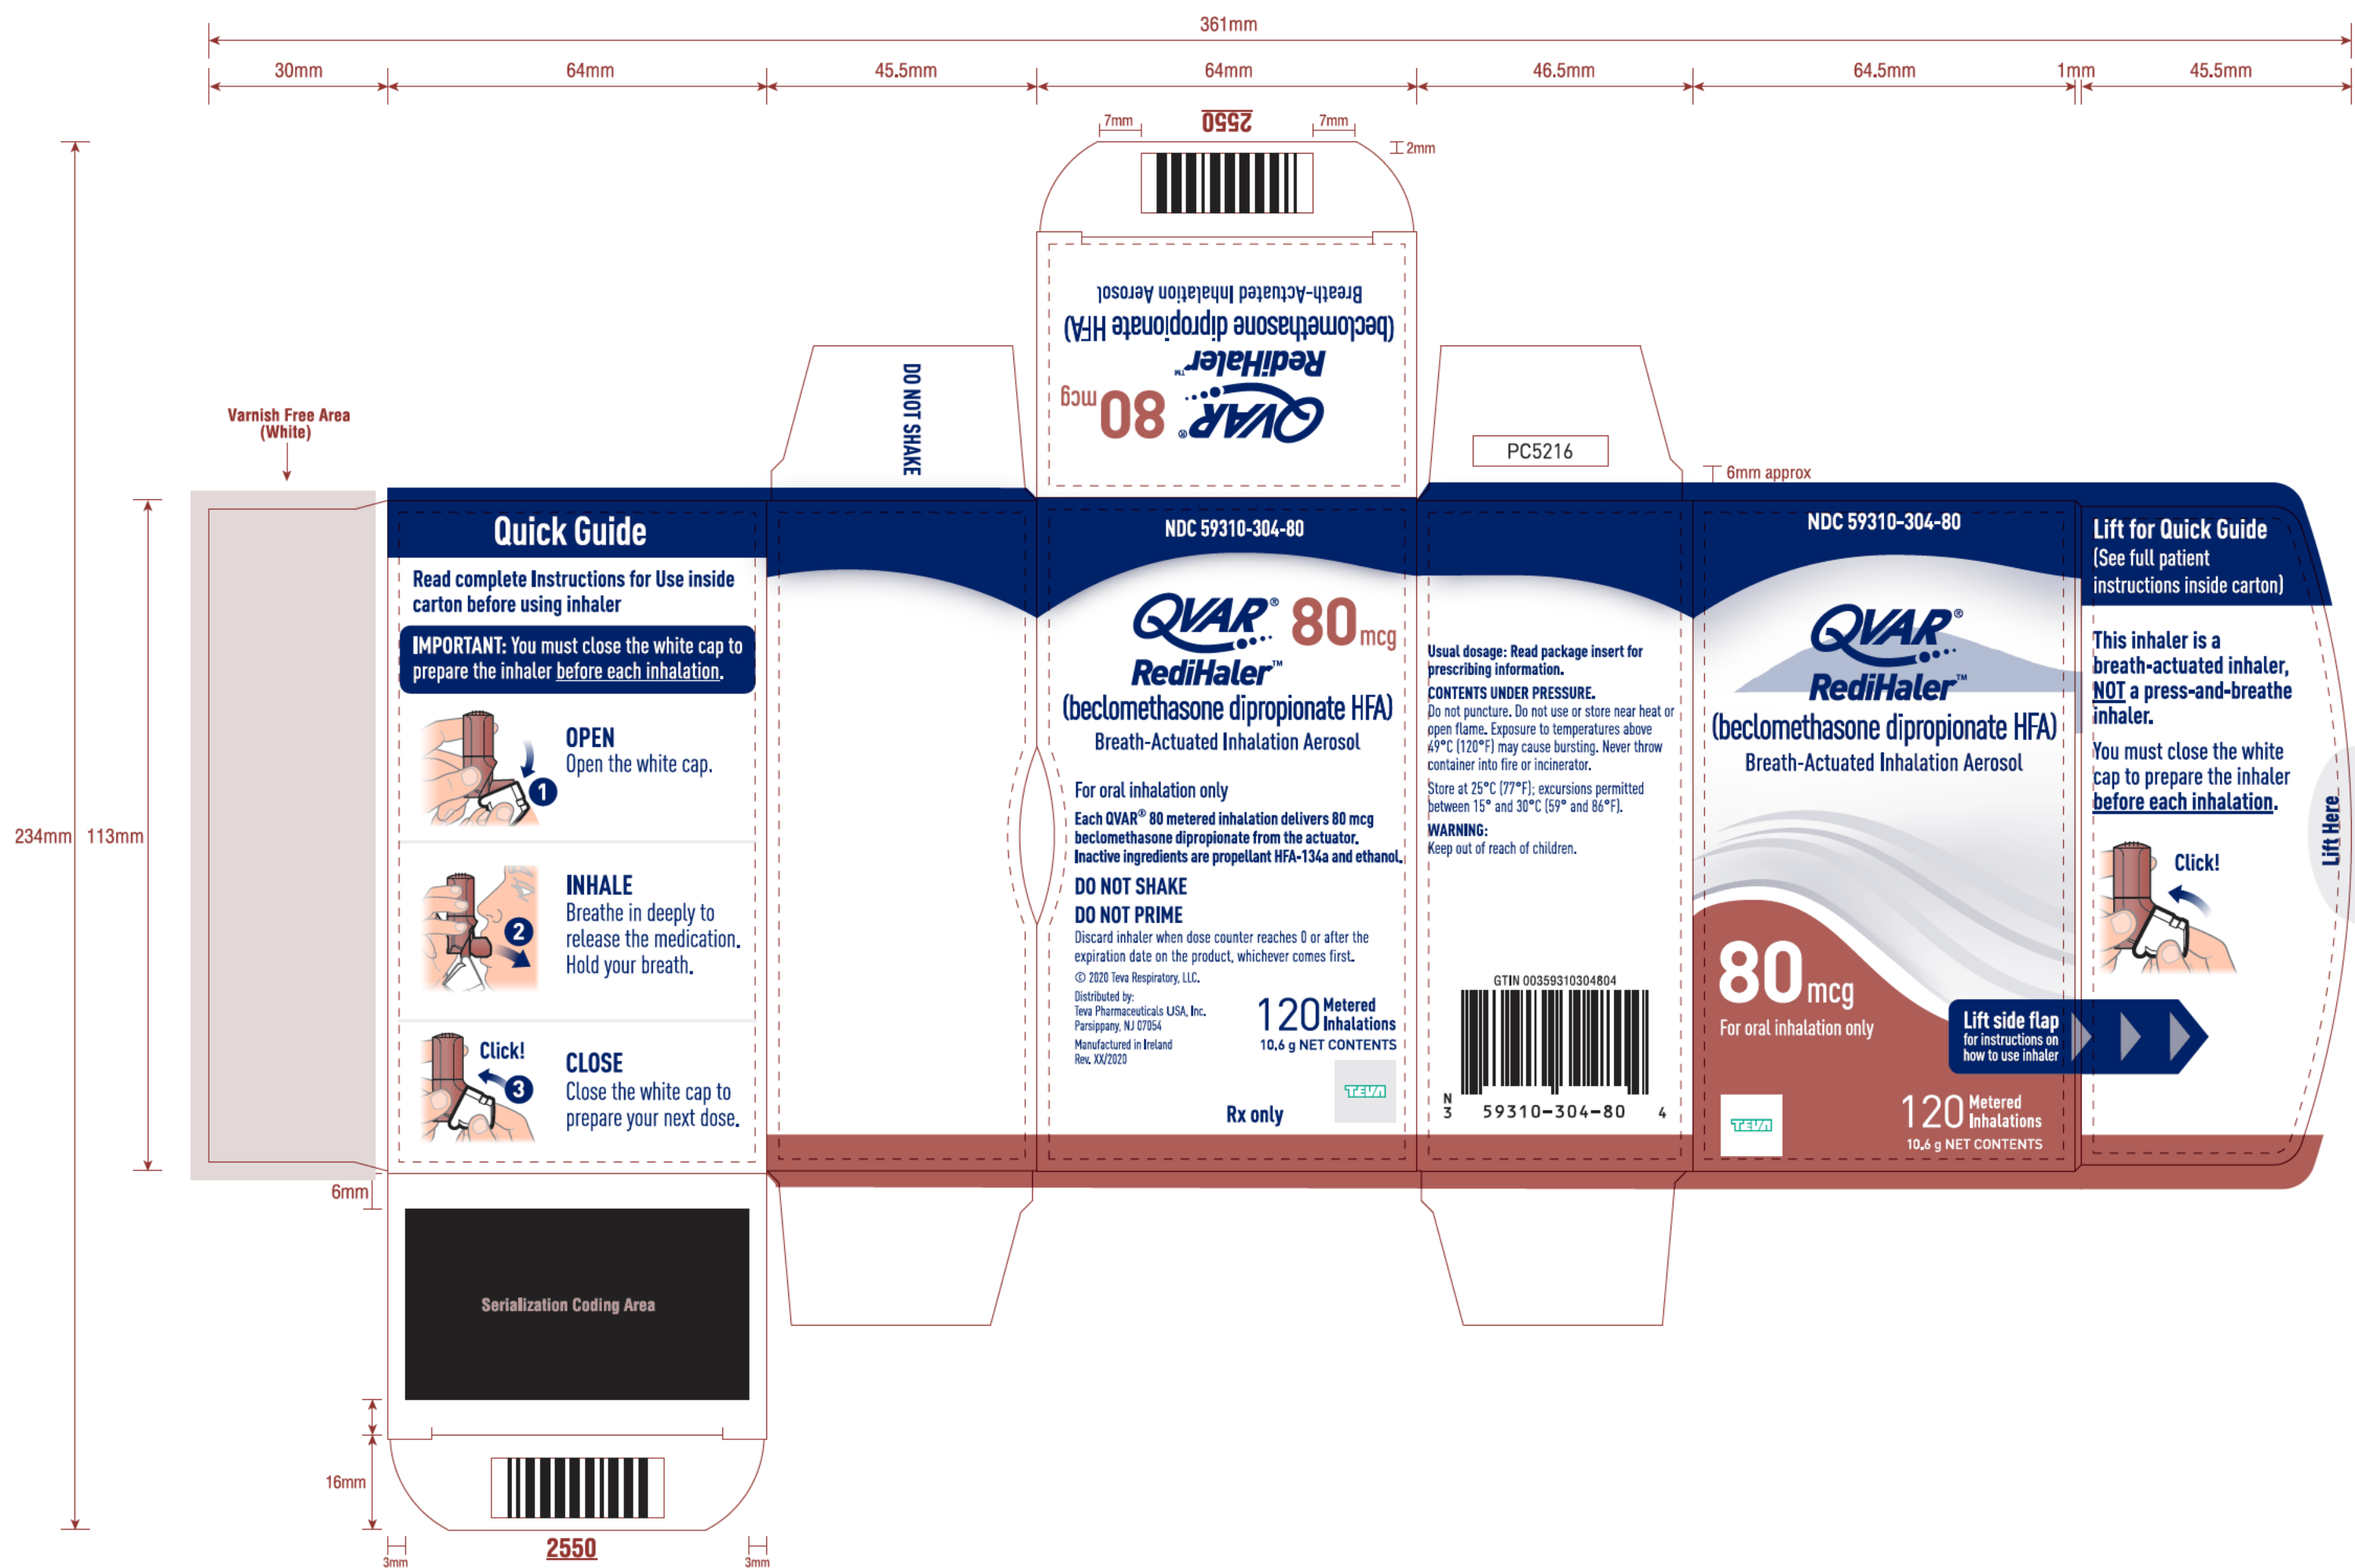 361mm
30mm
64mm
45.5mm
64mm
46.5mm
64.5mm
1mm
45.5mm
7mm
2550
7mm
2mm
Breath-Actuated Inhalation Aerosol
(beclomethasone dipropionate HFA)
RediHaler™
QVAR® 80 mcg
DO NOT SHAKE
PC5216
6mm approx
Varnish Free Area
(White)
234mm
113mm
Quick Guide
Read complete Instructions for Use inside
carton before using inhaler
IMPORTANT: You must close the white cap to
prepare the inhaler before each inhalation.
1
OPEN
Open the white cap.
2
INHALE
Breathe in deeply to
release the medication.
Hold your breath.
Click!
3
CLOSE
Close the white cap to
prepare your next dose.
6mm
Serialization Coding Area
16mm
3mm
2550
3mm
NDC 59310-304-80
QVAR® 80 mcg
RediHaler™
(beclomethasone dipropionate HFA)
Breath-Actuated Inhalation Aerosol
For oral inhalation only
Each QVAR® 80 metered inhalation delivers 80 mcg
beclomethasone dipropionate from the actuator.
Inactive ingredients are propellant HFA-134a and ethanol.
DO NOT SHAKE
DO NOT PRIME
Discard inhaler when dose counter reaches 0 or after the
expiration date on the product, whichever comes first.
© 2020 Teva Respiratory, LLC.
Distributed by:
Teva Pharmaceuticals USA, Inc.
Parsippany, NJ 07054
Manufactured in Ireland
Rev. XX/2020
120 Metered
Inhalations
10.6 g NET CONTENTS
TEVA
Rx only
Usual dosage: Read package insert for
prescribing information.
CONTENTS UNDER PRESSURE.
Do not puncture. Do not use or store near heat or
open flame. Exposure to temperatures above
49°C (120°F) may cause bursting. Never throw
container into fire or incinerator.
Store at 25°C (77°F); excursions permitted
between 15° and 30°C (59° and 86°F).
WARNING:
Keep out of reach of children.
GTIN 00359310304804
N
3 59310-304-80 4
NDC 59310-304-80
QVAR®
RediHaler™
(beclomethasone dipropionate HFA)
Breath-Actuated Inhalation Aerosol
80 mcg
For oral inhalation only
Lift side flap
for instructions on
how to use inhaler
TEVA
120 Metered
Inhalations
10.6 g NET CONTENTS
Lift for Quick Guide
(See full patient
instructions inside carton)
This inhaler is a
breath-actuated inhaler,
NOT a press-and-breathe
inhaler.
You must close the white
cap to prepare the inhaler
before each inhalation.
Click!
Lift Here